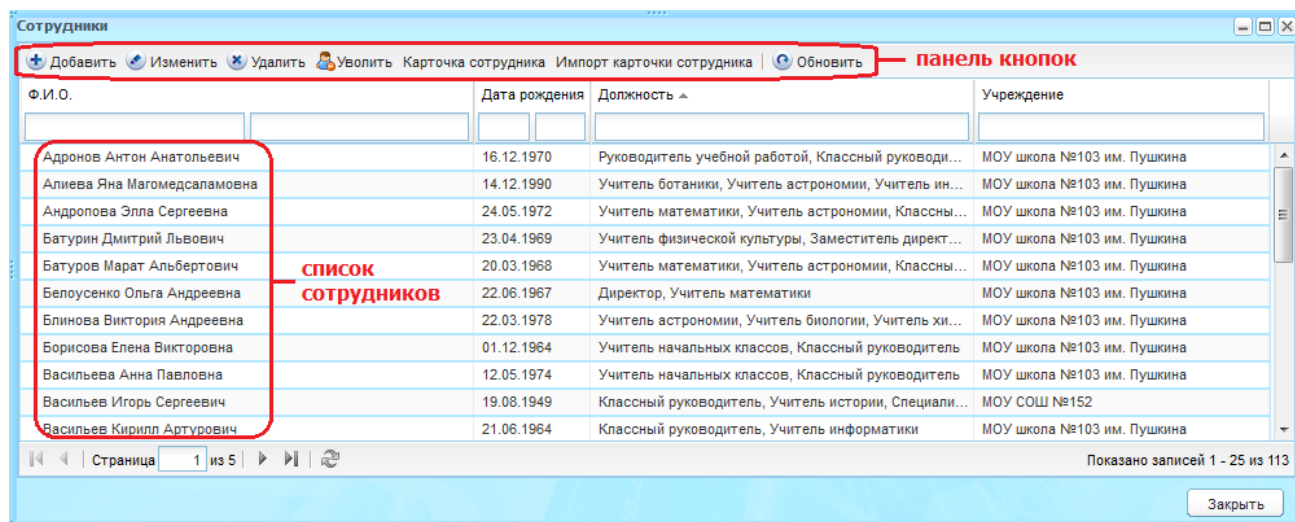 Сотрудники
Добавить Изменить Удалить Уволить Карточка сотрудника Импорт карточки сотрудника Обновить панель кнопок
Ф.И.О. Дата рождения Должность Учреждение
Адронов Антон Анатольевич 16.12.1970 Руководитель учебной работой, Классный руководи... МОУ школа №103 им. Пушкина
Алиева Яна Магомедсаламовна 14.12.1990 Учитель ботаники, Учитель астрономии, Учитель ин... МОУ школа №103 им. Пушкина
Андропова Элла Сергеевна 24.05.1972 Учитель математики, Учитель астрономии, Классны... МОУ школа №103 им. Пушкина
Батурин Дмитрий Львович 23.04.1969 Учитель физической культуры, Заместитель директ... МОУ школа №103 им. Пушкина
Батуров Марат Альбертович 20.03.1968 Учитель математики, Учитель астрономии, Классны... МОУ школа №103 им. Пушкина
список сотрудников
Белоусенко Ольга Андреевна 22.06.1967 Директор, Учитель математики МОУ школа №103 им. Пушкина
Блинова Виктория Андреевна 22.03.1978 Учитель астрономии, Учитель биологии, Учитель хи... МОУ школа №103 им. Пушкина
Борисова Елена Викторовна 01.12.1964 Учитель начальных классов, Классный руководитель МОУ школа №103 им. Пушкина
Васильева Анна Павловна 12.05.1974 Учитель начальных классов, Классный руководитель МОУ школа №103 им. Пушкина
Васильев Игорь Сергеевич 19.08.1949 Классный руководитель, Учитель истории, Специали... МОУ СОШ №152
Васильев Кирилл Артурович 21.06.1964 Классный руководитель, Учитель информатики МОУ школа №103 им. Пушкина
Страница 1 из 5 Показано записей 1 - 25 из 113
Закрыть